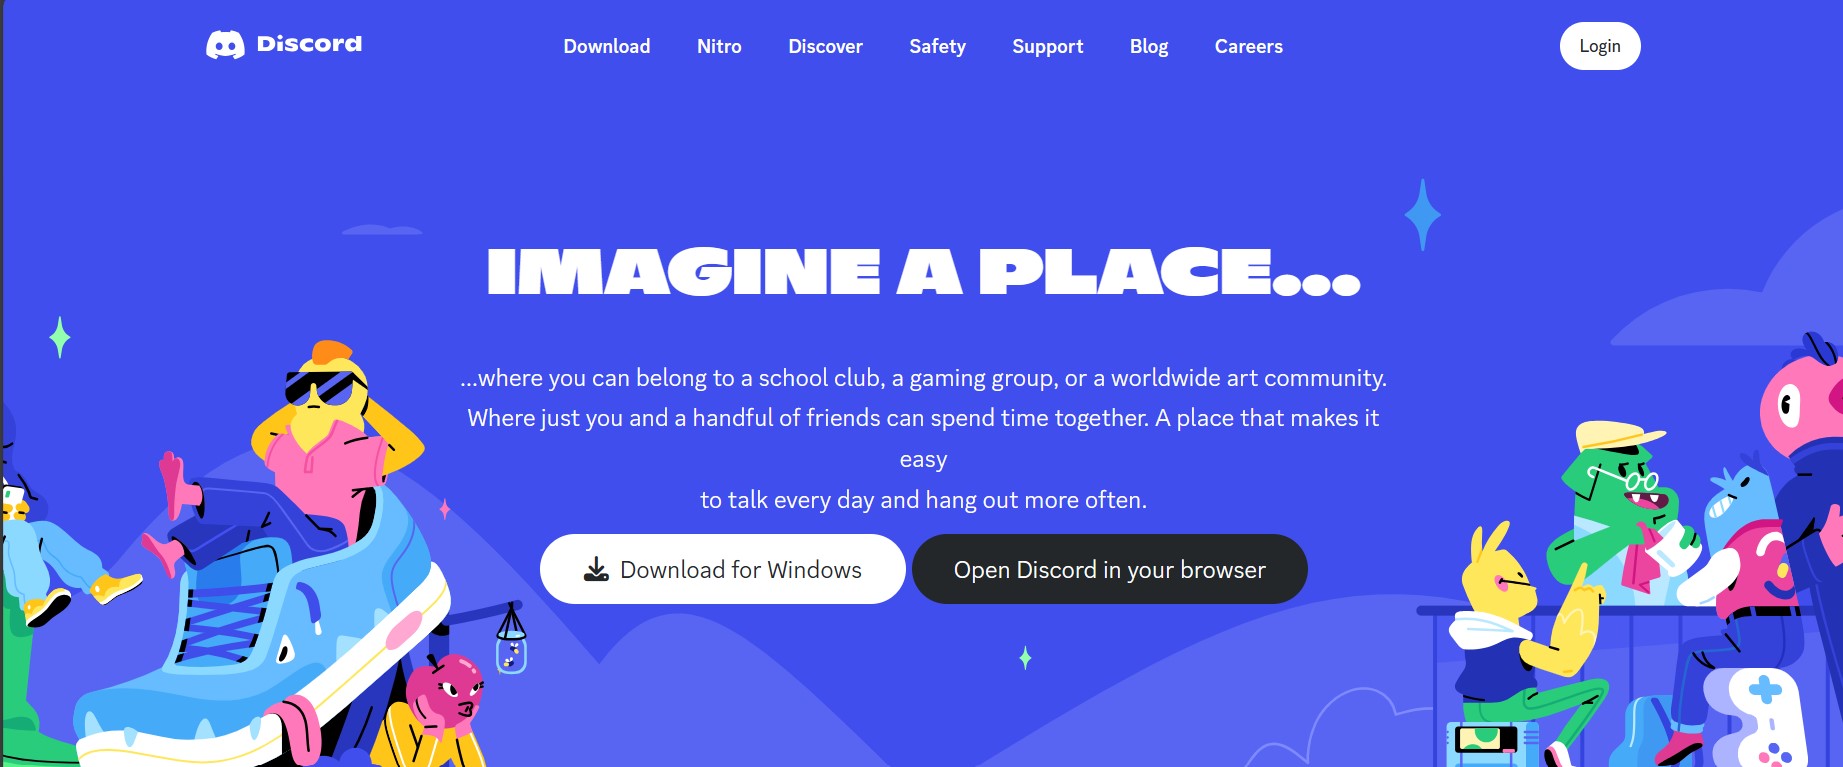 Discord
Download Nitro Discover Safety Support Blog Careers
Login
IMAGINE A PLACE...
...where you can belong to a school club, a gaming group, or a worldwide art community.
Where just you and a handful of friends can spend time together. A place that makes it
easy
to talk every day and hang out more often.
Download for Windows
Open Discord in your browser